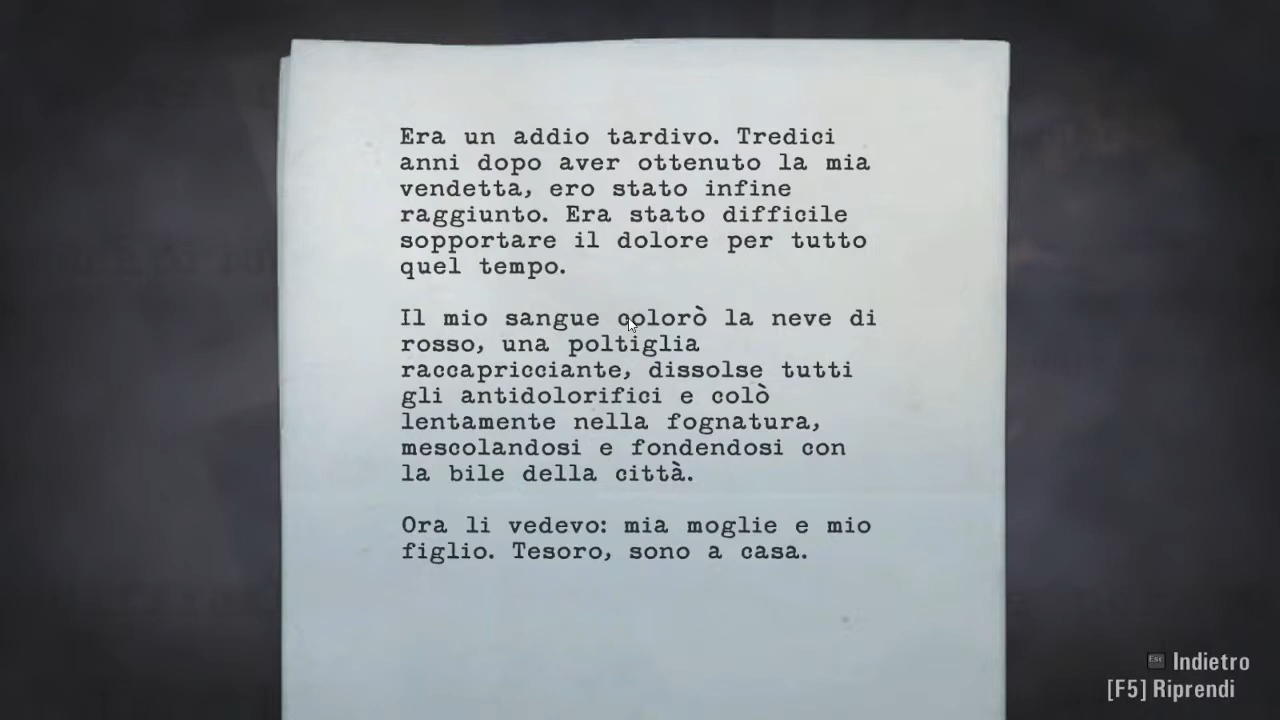 Era un addio tardivo. Tredici
anni dopo aver ottenuto la mia
vendetta, ero stato infine
raggiunto. Era stato difficile
sopportare il dolore per tutto
quel tempo.
Il mio sangue colorò la neve di
rosso, una poltiglia
raccapricciante, dissolse tutti
gli antidolorifici e colò
lentamente nella fognatura,
mescolandosi e fondendosi con
la bile della città.
Ora li vedevo: mia moglie e mio
figlio. Tesoro, sono a casa.
Esc Indietro
[F5] Riprendi